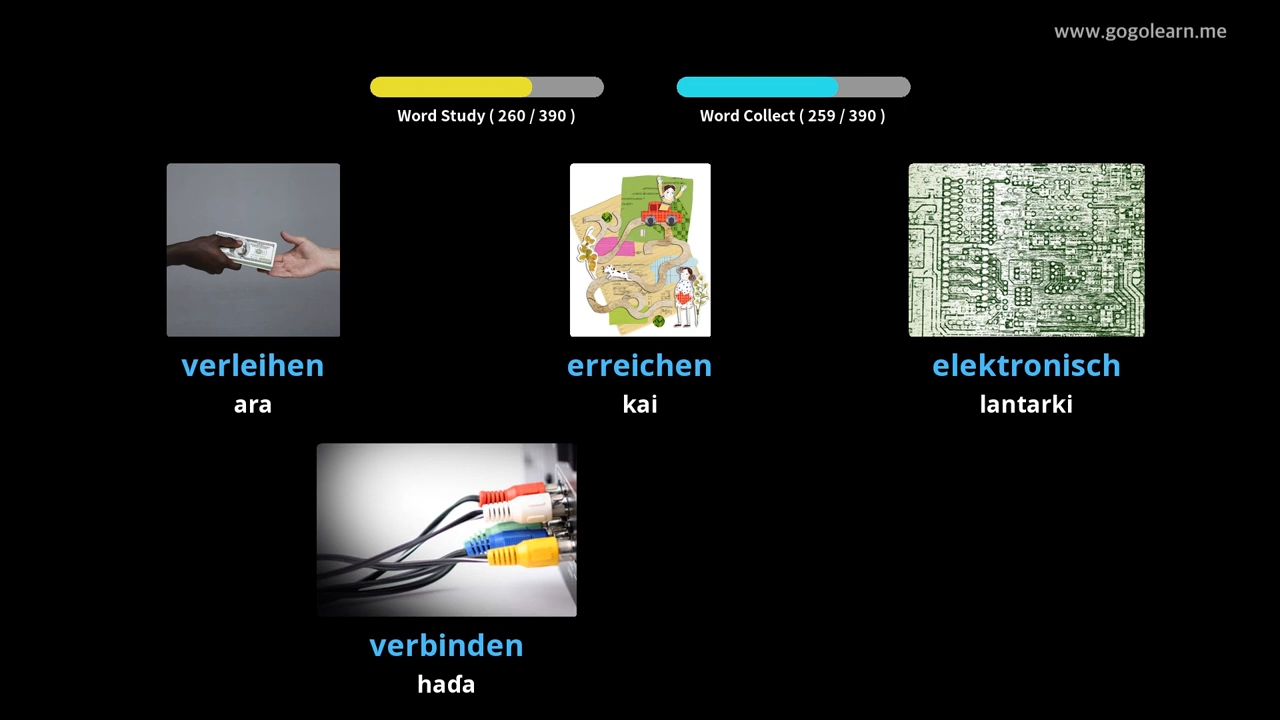 www.gogolearn.me
Word Study ( 260 / 390 )
Word Collect ( 259 / 390 )
verleihen
ara
erreichen
kai
elektronisch
lantarki
verbinden
haɗa